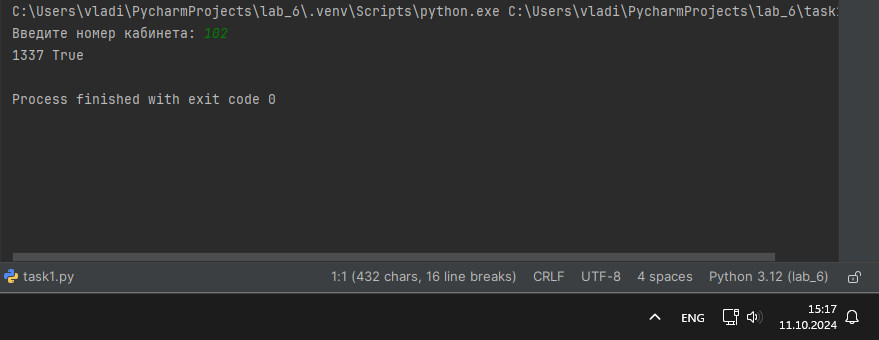 C:\Users\vladi\PycharmProjects\lab_6\.venv\Scripts\python.exe C:\Users\vladi\PycharmProjects\lab_6\task
Введите номер кабинета: 102
1337 True
Process finished with exit code 0
task1.py 1:1 (432 chars, 16 line breaks) CRLF UTF-8 4 spaces Python 3.12 (lab_6)
ENG 15:17
11.10.2024